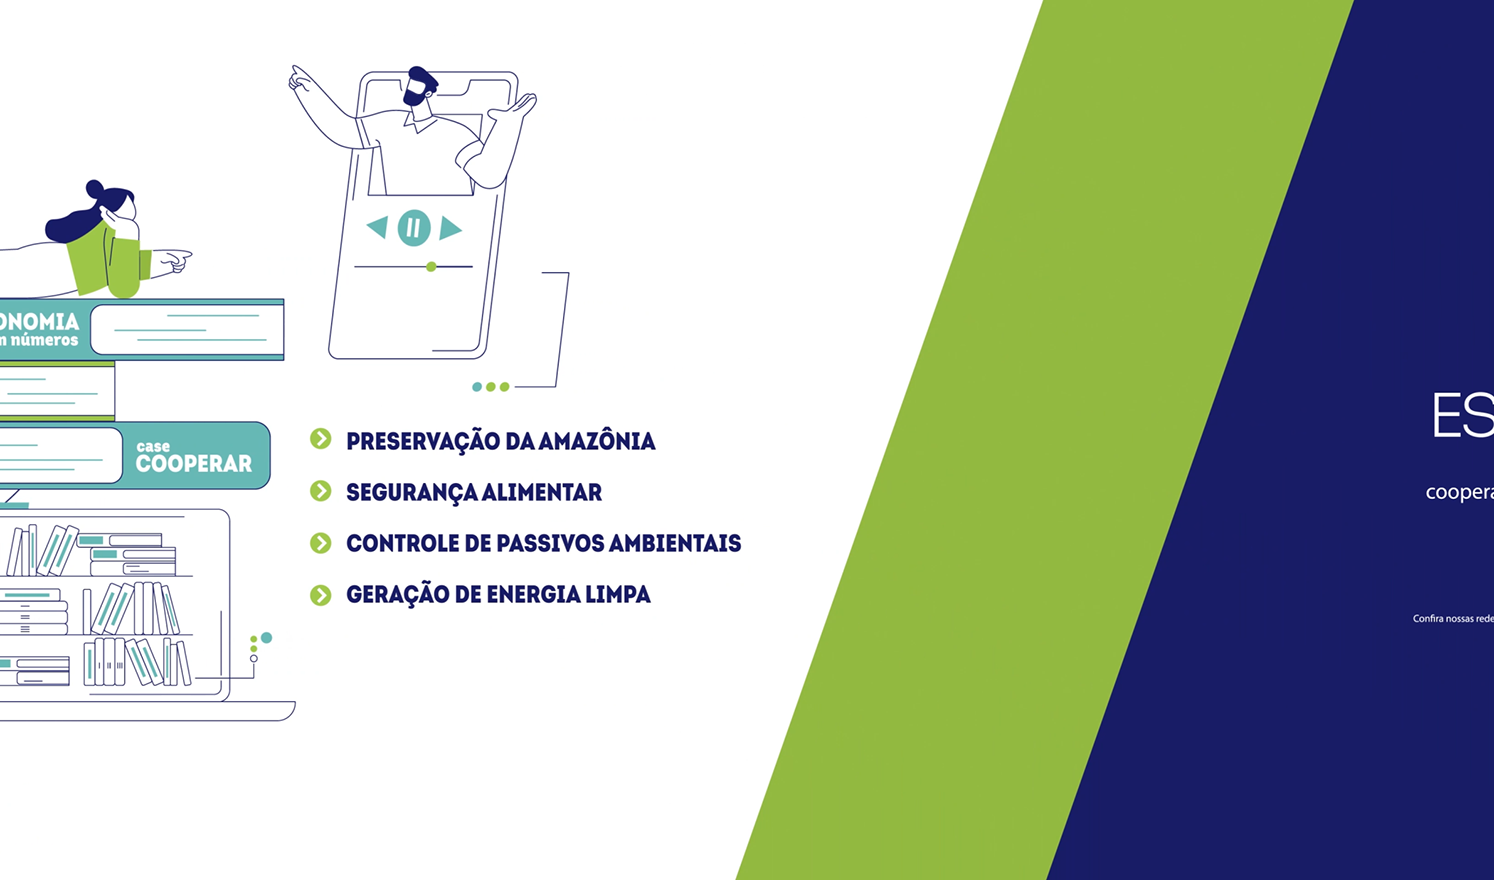 ONOMIA
m números
case
COOPERAR
PRESERVAÇÃO DA AMAZÔNIA
SEGURANÇA ALIMENTAR
CONTROLE DE PASSIVOS AMBIENTAIS
GERAÇÃO DE ENERGIA LIMPA
ES
coopera
Confira nossas rede